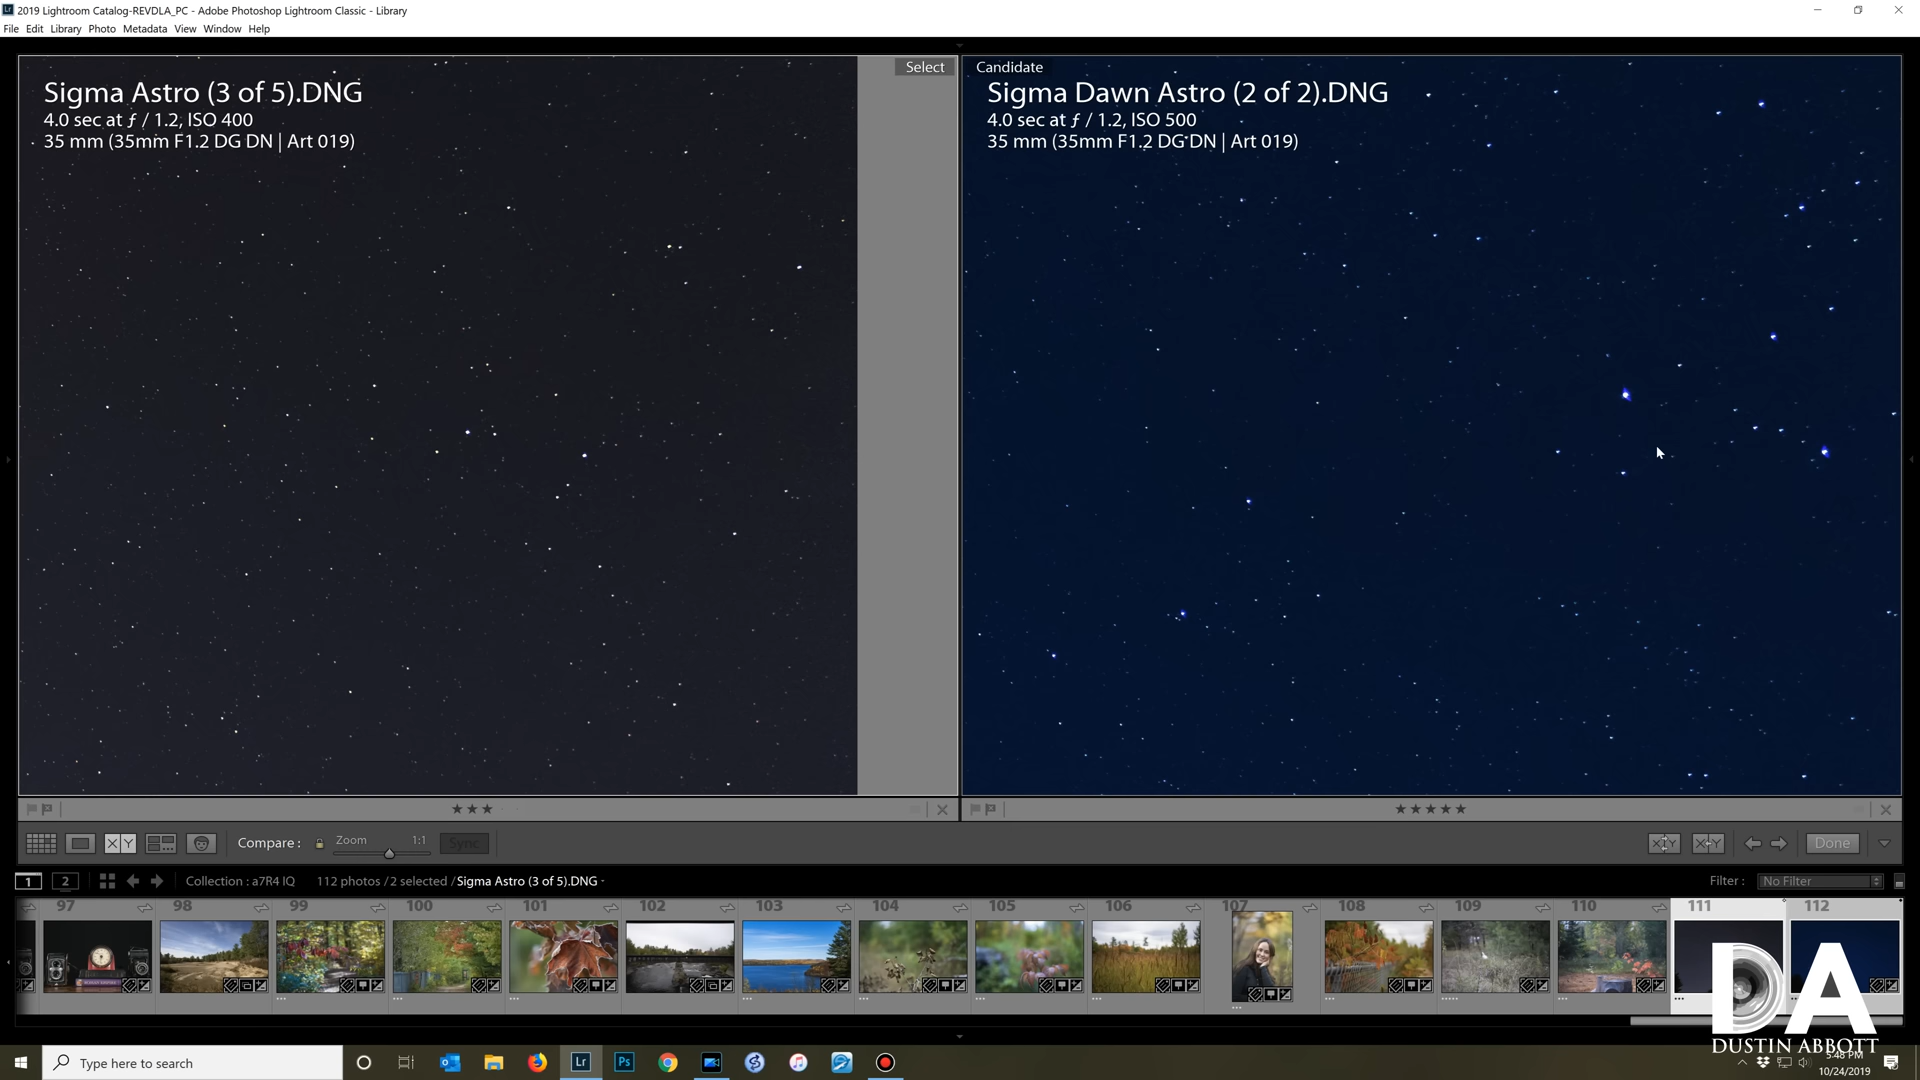 2019 Lightroom Catalog-REVDLA_PC - Adobe Photoshop Lightroom Classic - Library
File Edit Library Photo Metadata View Window Help
Select
Sigma Astro (3 of 5).DNG
4.0 sec at ƒ / 1.2, ISO 400
35 mm (35mm F1.2 DG DN | Art 019)
Candidate
Sigma Dawn Astro (2 of 2).DNG
4.0 sec at ƒ / 1.2, ISO 500
35 mm (35mm F1.2 DG DN | Art 019)
X Y Compare : Zoom 1:1 Sync X Y X Y Done
1 2 Collection : a7R4 IQ 112 photos / 2 selected / Sigma Astro (3 of 5).DNG Filter : No Filter
97 98 99 100 101 102 103 104 105 106 107 108 109 110 111 112
DA
DUSTIN ABBOTT
Type here to search Lr Ps 5:48 PM
10/24/2019